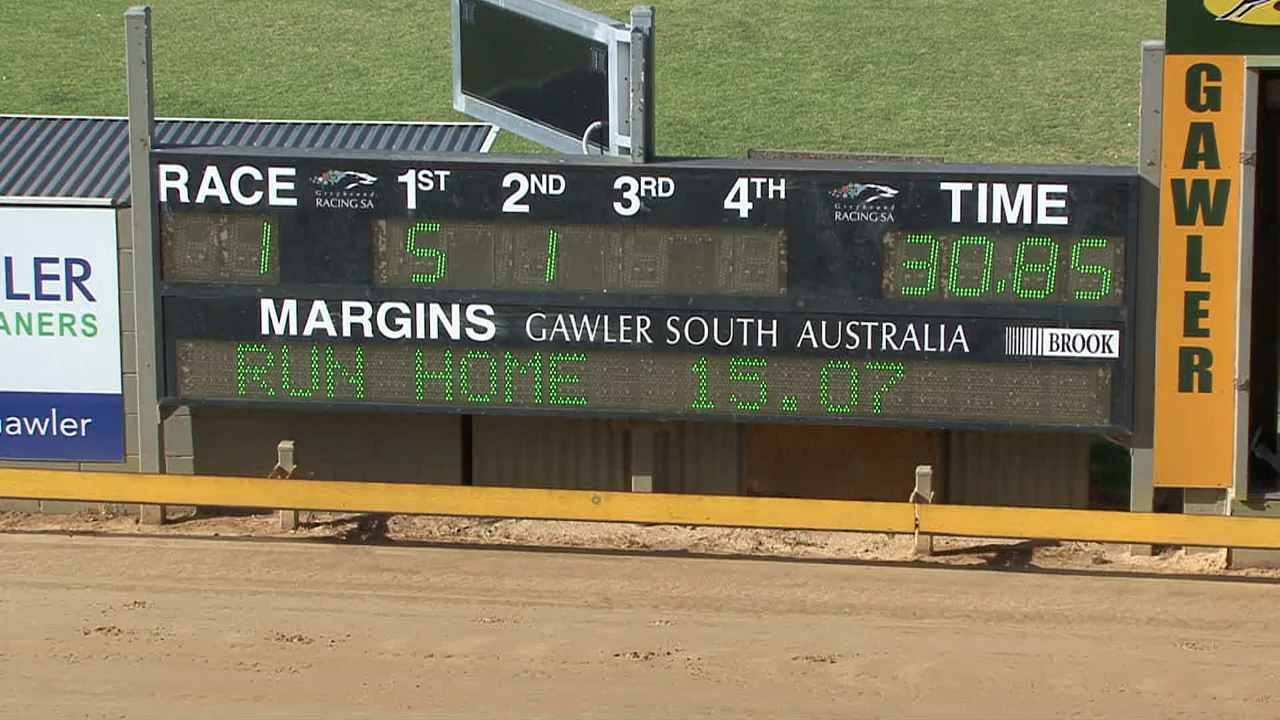 GAWLER
RACE Greyhound RACING SA 1ST 2ND 3RD 4TH Greyhound RACING SA TIME
1 5 1 30.85
MARGINS GAWLER SOUTH AUSTRALIA BROOK
RUN HOME 15.07
LER
ANERS
awler